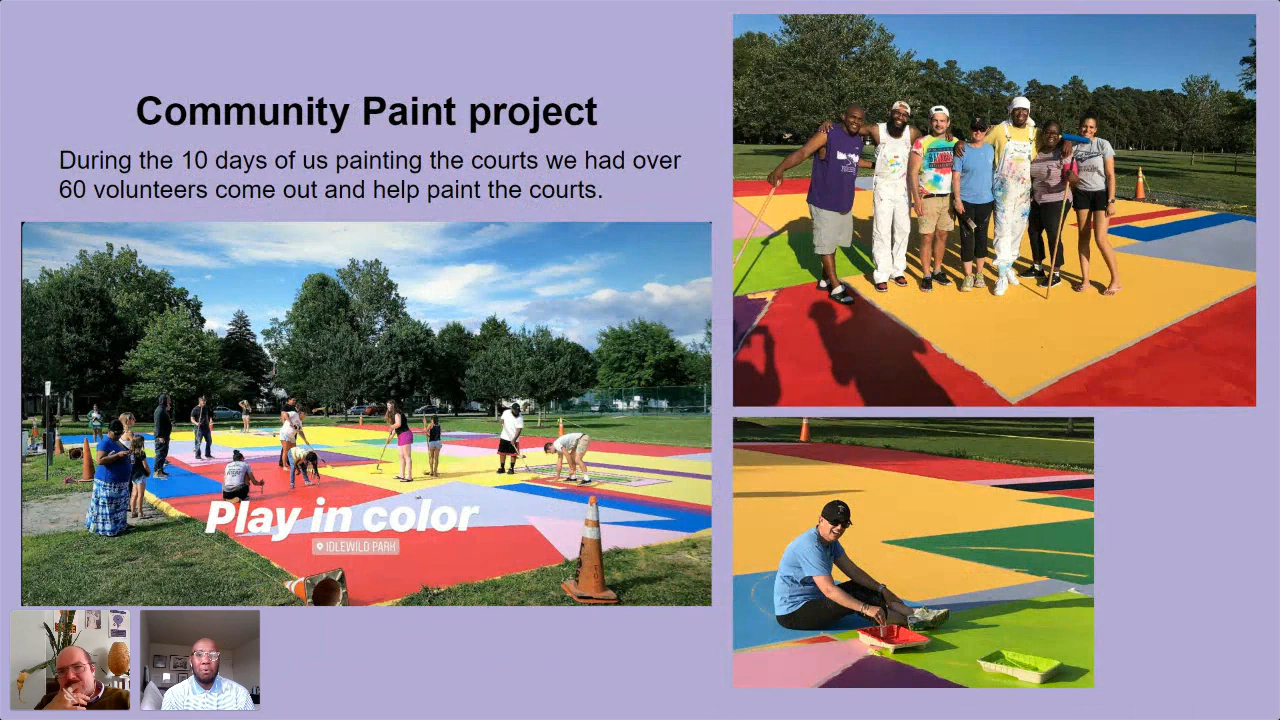 Community Paint project
During the 10 days of us painting the courts we had over
60 volunteers come out and help paint the courts.
Play in color
IDLEWILD PARK